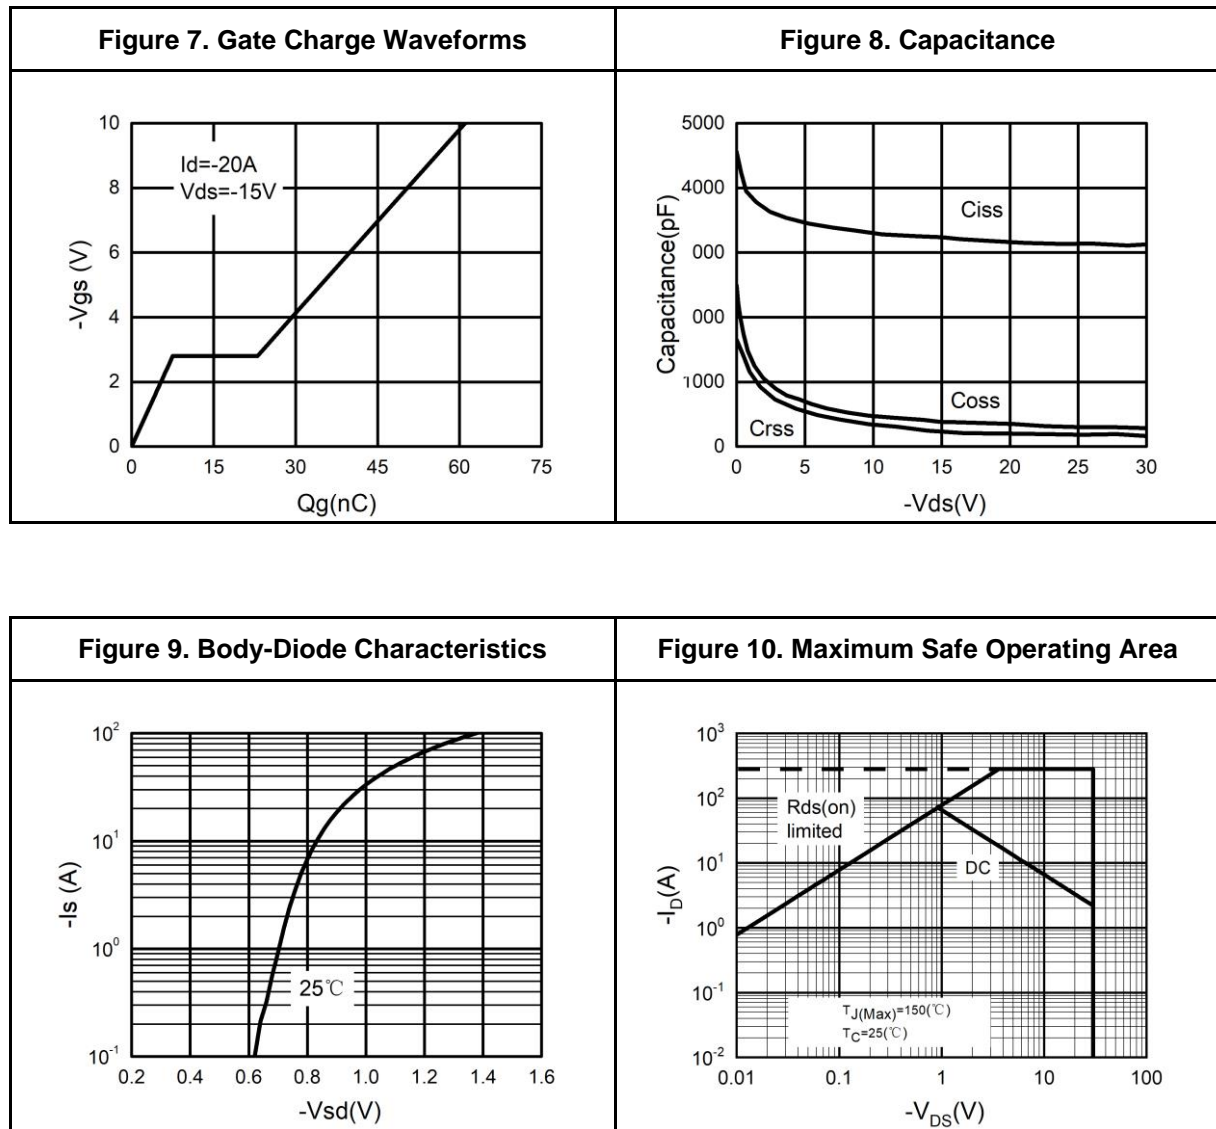 Figure 7. Gate Charge Waveforms
Figure 8. Capacitance
10
8
6
4
2
0
-Vgs (V)
Id=-20A
Vds=-15V
0 15 30 45 60 75
Qg(nC)
5000
4000
000
000
1000
0
Capacitance(pF)
Ciss
Coss
Crss
0 5 10 15 20 25 30
-Vds(V)
Figure 9. Body-Diode Characteristics
Figure 10. Maximum Safe Operating Area
10²
10¹
10⁰
10⁻¹
-Is (A)
25℃
0.2 0.4 0.6 0.8 1.0 1.2 1.4 1.6
-Vsd(V)
10³
10²
10¹
10⁰
10⁻¹
10⁻²
-I_D(A)
Rds(on)
limited
DC
T_J(Max)=150(℃)
T_C=25(℃)
0.01 0.1 1 10 100
-V_DS(V)